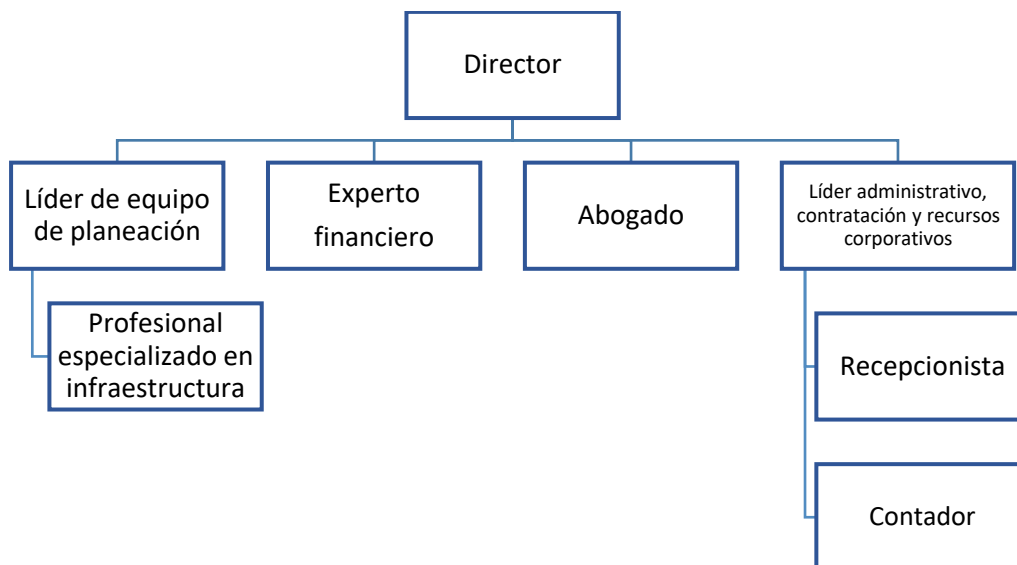 Director
Líder de equipo
de planeación
Experto
financiero
Abogado
Líder administrativo,
contratación y recursos
corporativos
Profesional
especializado en
infraestructura
Recepcionista
Contador